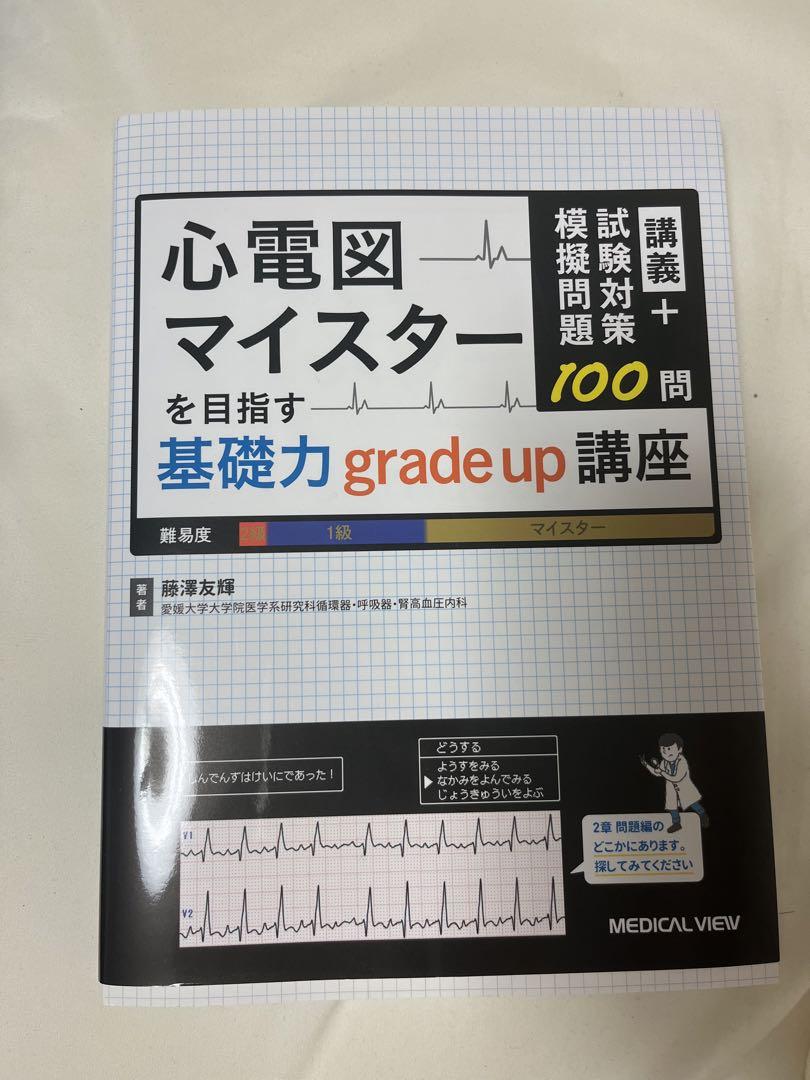 心電図
マイスター
を目指す
基礎力 grade up 講座
講義+
試験対策
模擬問題
100問
難易度 2級 1級 マイスター
著者 藤澤友輝
愛媛大学大学院医学系研究科循環器・呼吸器・腎高血圧内科
しんでんずはけいにであった!
どうする
ようすをみる
▶なかみをよんでみる
じょうきゅういをよぶ
V1
V2
2章 問題編の
どこかにあります。
探してみてください
MEDICAL VIEW